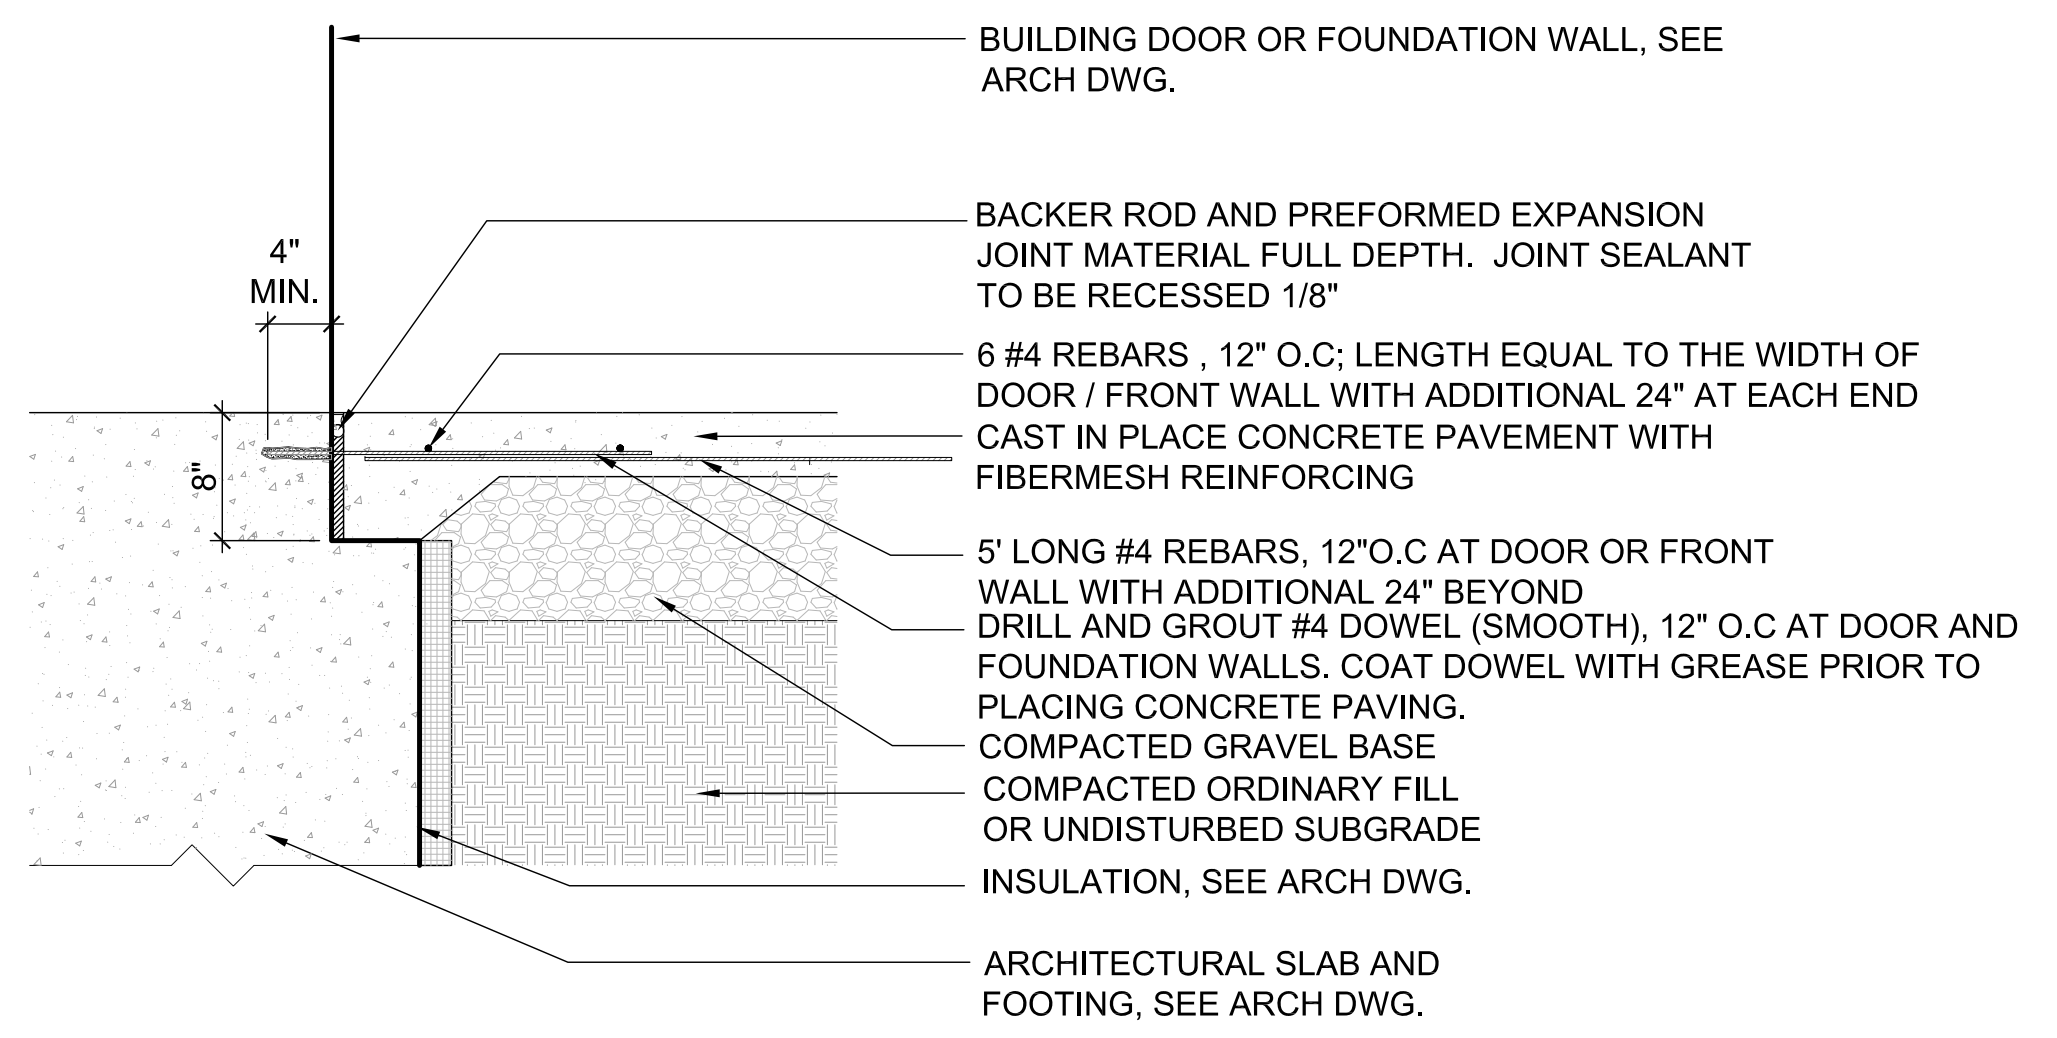 BUILDING DOOR OR FOUNDATION WALL, SEE
ARCH DWG.
BACKER ROD AND PREFORMED EXPANSION
JOINT MATERIAL FULL DEPTH.  JOINT SEALANT
TO BE RECESSED 1/8"
4"
MIN.
6 #4 REBARS , 12" O.C; LENGTH EQUAL TO THE WIDTH OF
DOOR / FRONT WALL WITH ADDITIONAL 24" AT EACH END
CAST IN PLACE CONCRETE PAVEMENT WITH
FIBERMESH REINFORCING
8"
5' LONG #4 REBARS, 12"O.C AT DOOR OR FRONT
WALL WITH ADDITIONAL 24" BEYOND
DRILL AND GROUT #4 DOWEL (SMOOTH), 12" O.C AT DOOR AND
FOUNDATION WALLS. COAT DOWEL WITH GREASE PRIOR TO
PLACING CONCRETE PAVING.
COMPACTED GRAVEL BASE
COMPACTED ORDINARY FILL
OR UNDISTURBED SUBGRADE
INSULATION, SEE ARCH DWG.
ARCHITECTURAL SLAB AND
FOOTING, SEE ARCH DWG.